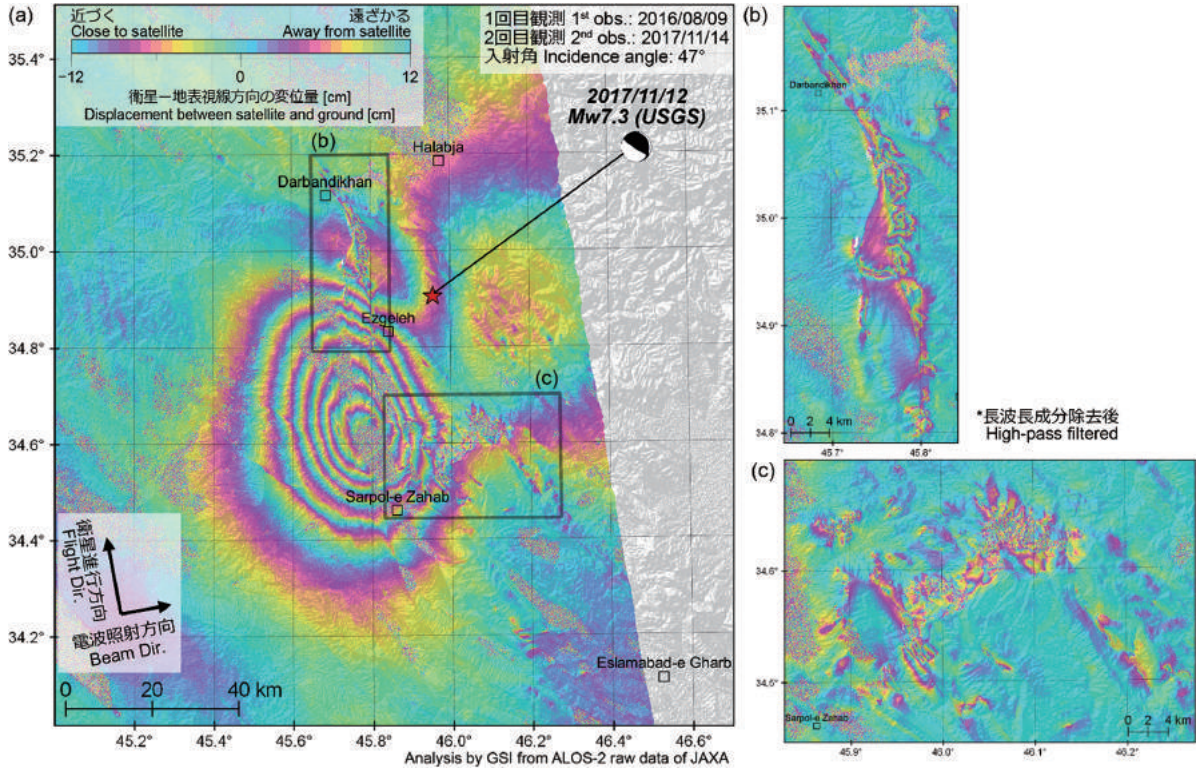 (a)
近づく
Close to satellite
遠ざかる
Away from satellite
−12
0
12
衛星ー地表視線方向の変位量 [cm]
Displacement between satellite and ground [cm]
1回目観測 1st obs.: 2016/08/09
2回目観測 2nd obs.: 2017/11/14
入射角 Incidence angle: 47°
2017/11/12
Mw7.3 (USGS)
(b)
Halabja
Darbandikhan
Ezgeleh
(c)
Sarpol-e Zahab
Eslamabad-e Gharb
衛星進行方向
Flight Dir.
電波照射方向
Beam Dir.
0 20 40 km
35.4°
35.2°
35.0°
34.8°
34.6°
34.4°
34.2°
45.2° 45.4° 45.6° 45.8° 46.0° 46.2° 46.4° 46.6°
Analysis by GSI from ALOS-2 raw data of JAXA
(b)
Darbandikhan
35.1°
35.0°
34.9°
34.8°
0 2 4 km
45.7° 45.8°
*長波長成分除去後
High-pass filtered
(c)
34.6°
34.5°
Sarpol-e Zahab
0 2 4 km
45.9° 46.0° 46.1° 46.2°